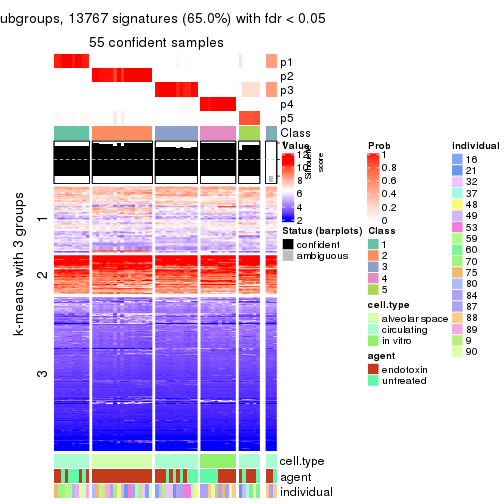 ubgroups, 13767 signatures (65.0%) with fdr < 0.05
55 confident samples
p1
p2
p3
p4
p5
Class
k-means with 3 groups
1
2
3
cell.type
agent
individual
Value
12
10
8
6
4
2
Silhouette
score
Status (barplots)
confident
ambiguous
Prob
1
0.8
0.6
0.4
0.2
0
Class
1
2
3
4
5
cell.type
alveolar space
circulating
in vitro
agent
endotoxin
untreated
individual
16
21
32
37
48
49
53
59
60
70
75
80
84
87
88
89
9
90